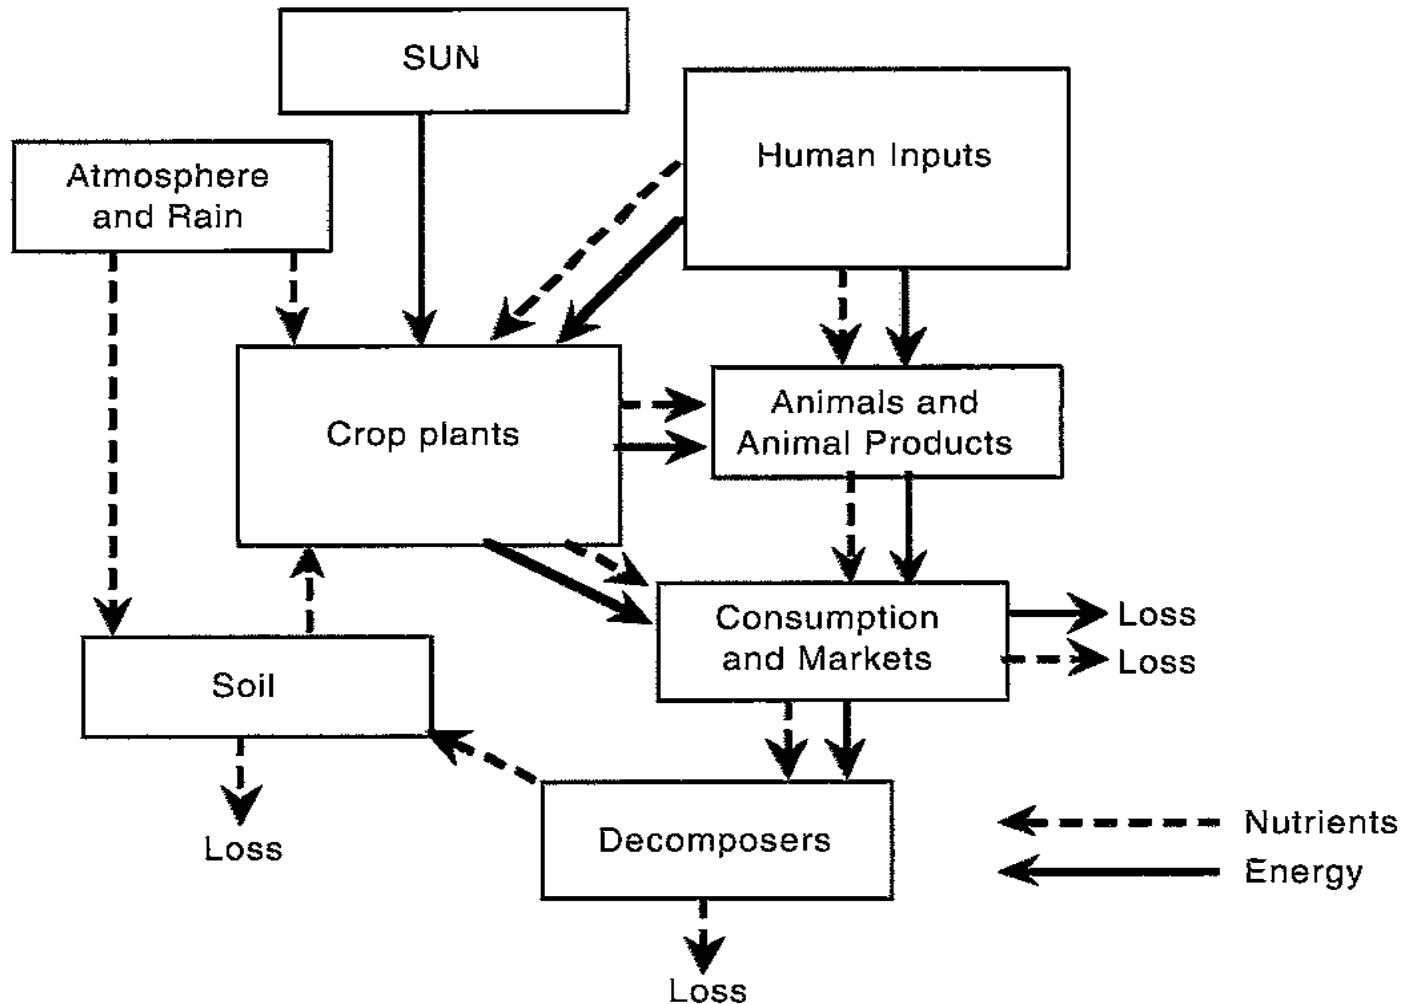 SUN
Human Inputs
Atmosphere
and Rain
Crop plants
Animals and
Animal Products
Consumption
and Markets
Loss
Loss
Soil
Loss
Decomposers
Loss
Nutrients
Energy